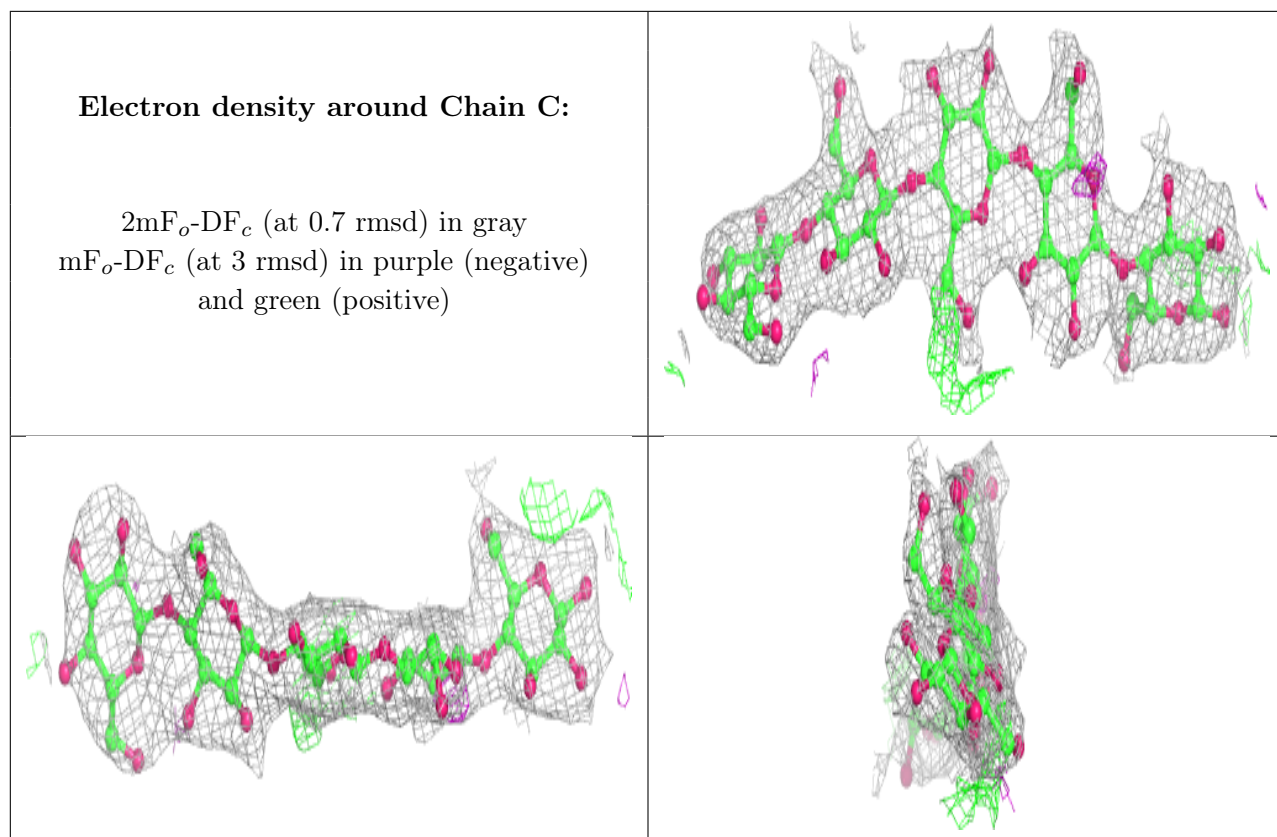 Electron density around Chain C:
2mFo-DFc (at 0.7 rmsd) in gray
mFo-DFc (at 3 rmsd) in purple (negative)
and green (positive)